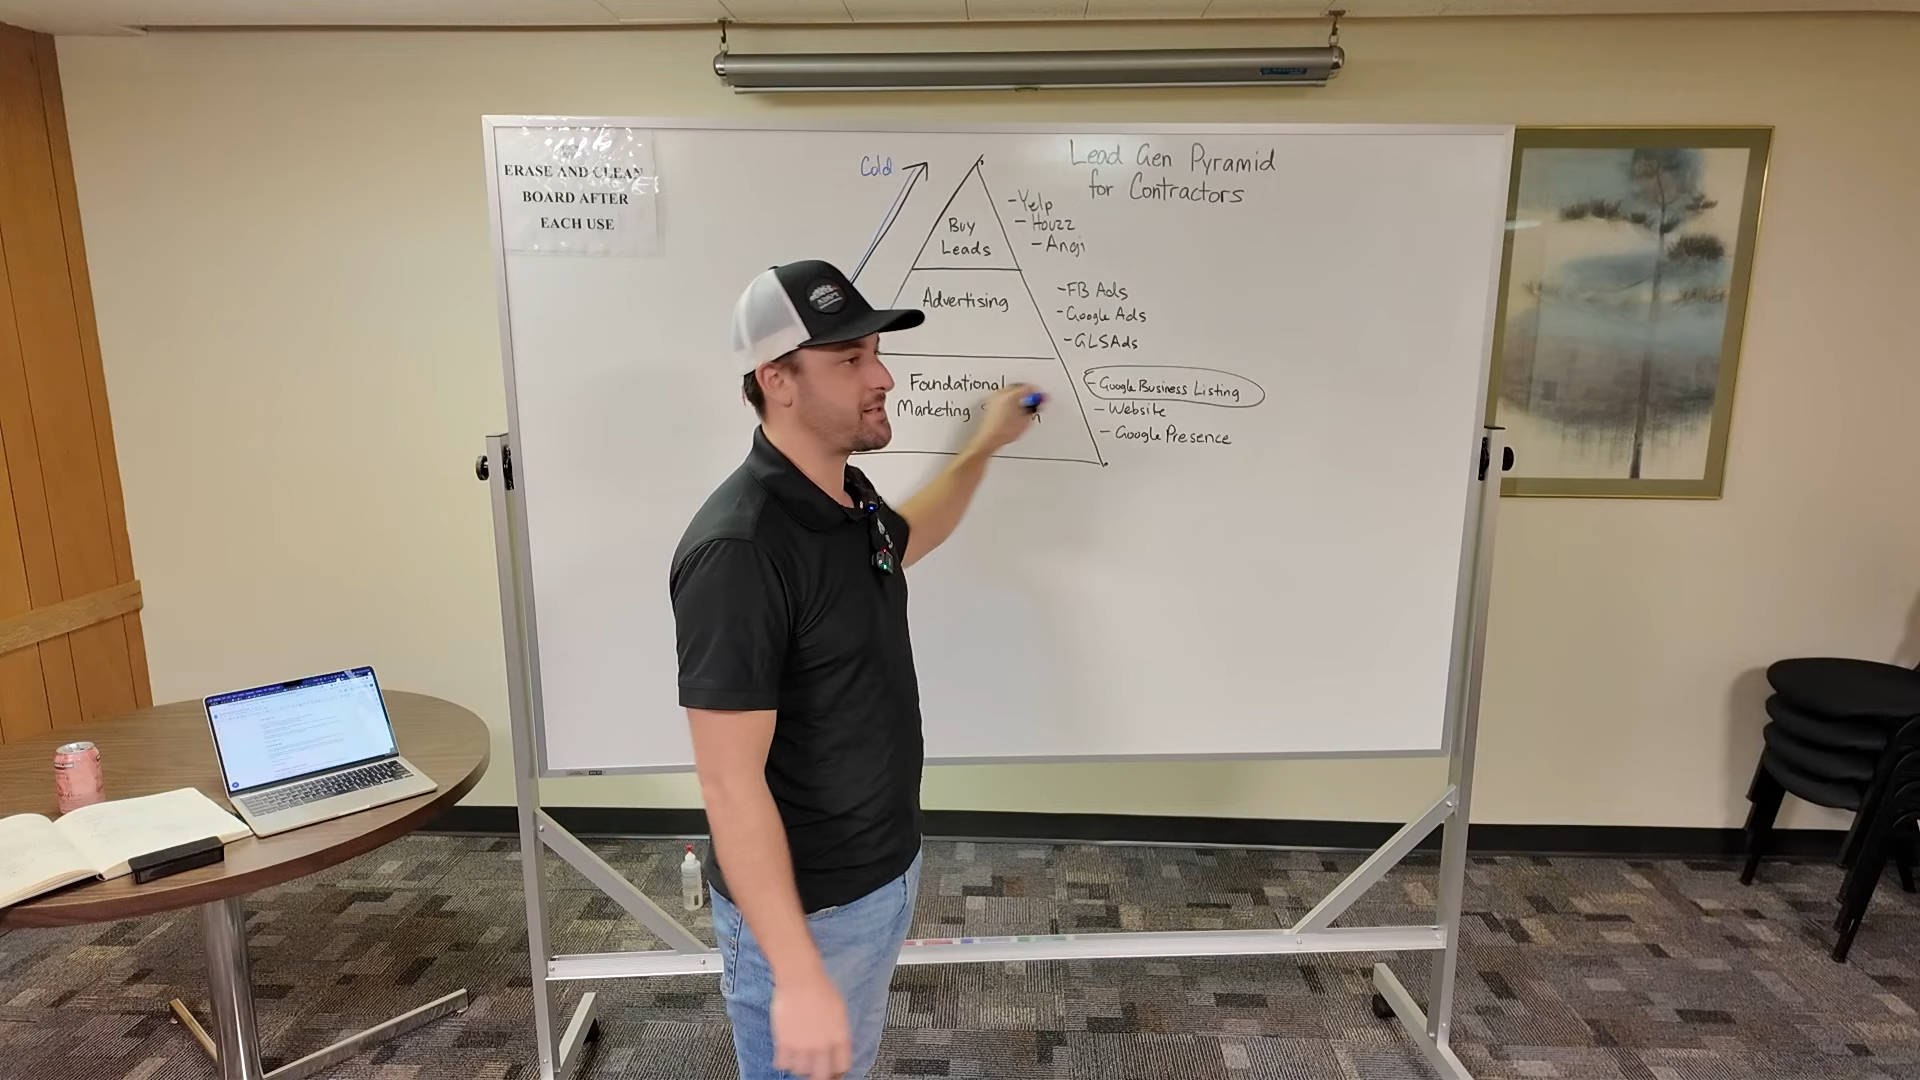 ERASE AND CLEAN
BOARD AFTER
EACH USE
Cold
Lead Gen Pyramid
for Contractors
Buy
Leads
-Yelp
- Houzz
-Angi
Advertising
-FB Ads
-Google Ads
-GLSAds
Foundational
Marketing
-Google Business Listing
-Website
-Google Presence